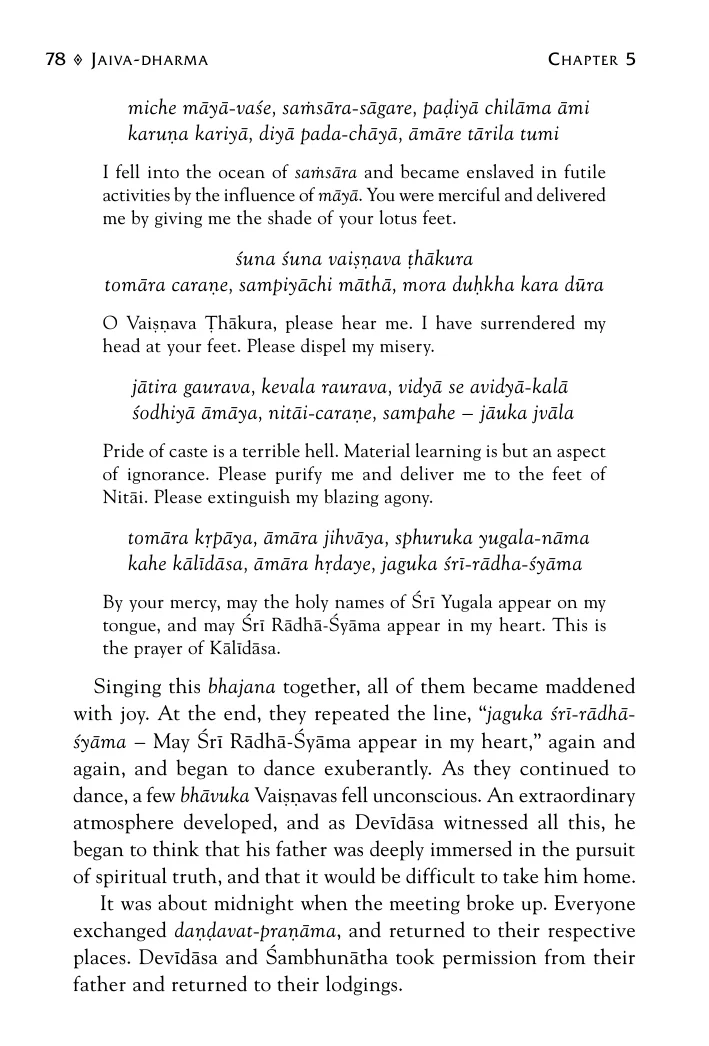 78 ◊ Jaiva-dharma Chapter 5
miche māyā-vaśe, saṁsāra-sāgare, paḍiyā chilāma āmi
karuṇa kariyā, diyā pada-chāyā, āmāre tārila tumi
I fell into the ocean of saṁsāra and became enslaved in futile
activities by the influence of māyā. You were merciful and delivered
me by giving me the shade of your lotus feet.
śuna śuna vaiṣṇava ṭhākura
tomāra caraṇe, sampiyāchi māthā, mora duḥkha kara dūra
O Vaiṣṇava Ṭhākura, please hear me. I have surrendered my
head at your feet. Please dispel my misery.
jātira gaurava, kevala raurava, vidyā se avidyā-kalā
śodhiyā āmāya, nitāi-caraṇe, sampahe – jāuka jvāla
Pride of caste is a terrible hell. Material learning is but an aspect
of ignorance. Please purify me and deliver me to the feet of
Nitāi. Please extinguish my blazing agony.
tomāra kṛpāya, āmāra jihvāya, sphuruka yugala-nāma
kahe kālīdāsa, āmāra hṛdaye, jaguka śrī-rādha-śyāma
By your mercy, may the holy names of Śrī Yugala appear on my
tongue, and may Śrī Rādhā-Śyāma appear in my heart. This is
the prayer of Kālīdāsa.
Singing this bhajana together, all of them became maddened
with joy. At the end, they repeated the line, “jaguka śrī-rādhā-
śyāma – May Śrī Rādhā-Śyāma appear in my heart,” again and
again, and began to dance exuberantly. As they continued to
dance, a few bhāvuka Vaiṣṇavas fell unconscious. An extraordinary
atmosphere developed, and as Devīdāsa witnessed all this, he
began to think that his father was deeply immersed in the pursuit
of spiritual truth, and that it would be difficult to take him home.
It was about midnight when the meeting broke up. Everyone
exchanged daṇḍavat-praṇāma, and returned to their respective
places. Devīdāsa and Śambhunātha took permission from their
father and returned to their lodgings.